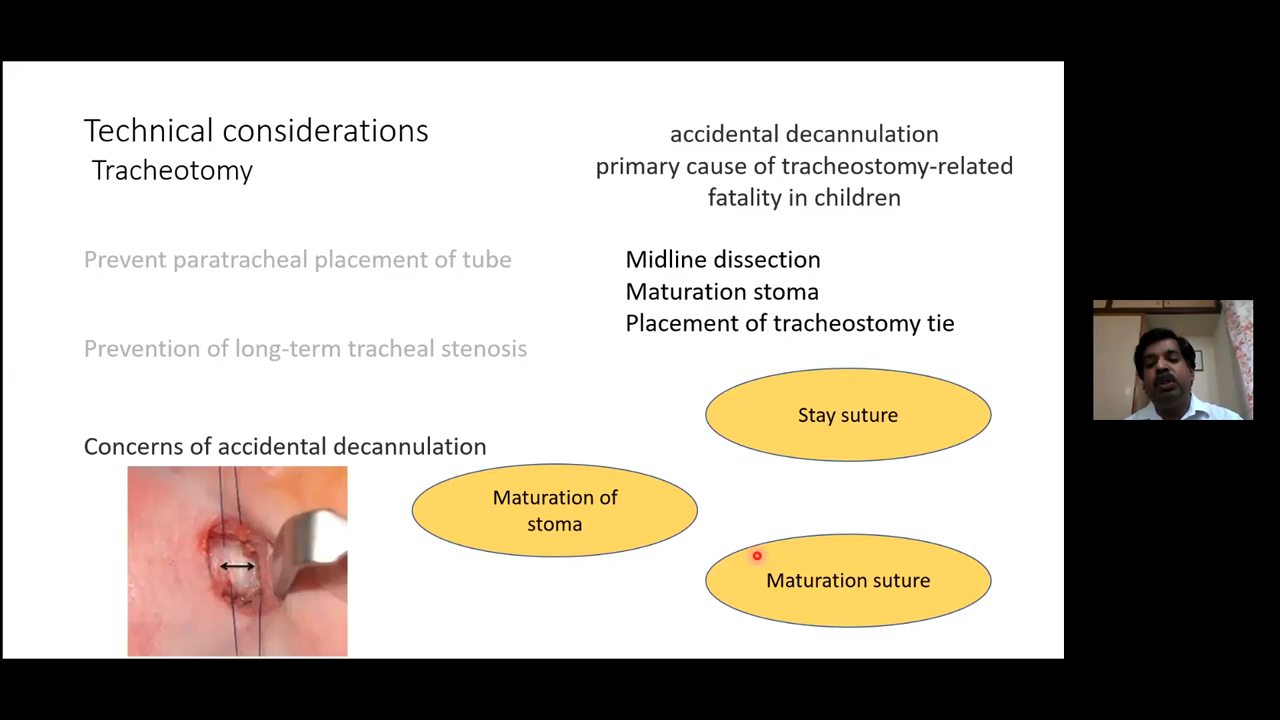 Technical considerations
Tracheotomy
accidental decannulation
primary cause of tracheostomy-related
fatality in children
Prevent paratracheal placement of tube
Midline dissection
Maturation stoma
Placement of tracheostomy tie
Prevention of long-term tracheal stenosis
Stay suture
Concerns of accidental decannulation
Maturation of
stoma
Maturation suture